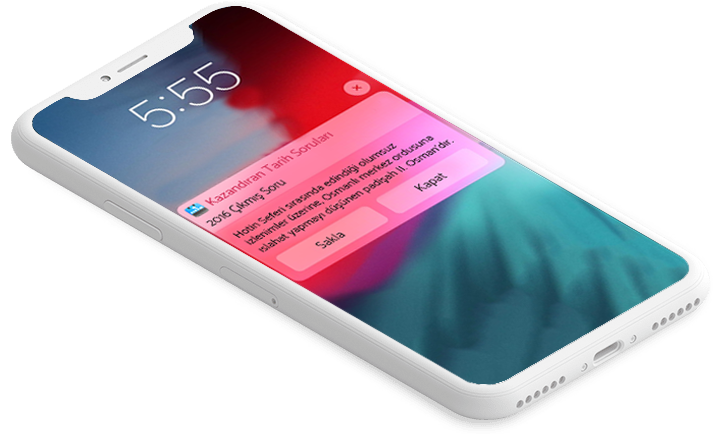 5:55
Kazandıran Tarih Soruları
2016 Çıkmış Soru
Hotin Seferi sırasında edindiği olumsuz
izlenimler üzerine, Osmanlı merkez ordusuna
ıslahat yapmayı düşünen padişah II. Osman'dır.
Sakla
Kapat